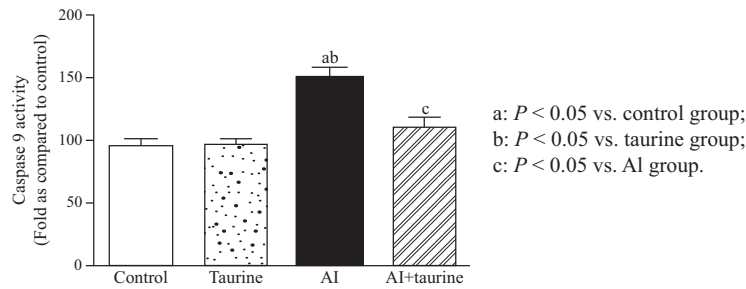 200
150
100
50
0
Caspase 9 activity
(Fold as compared to control)
ab
c
Control
Taurine
AI
AI+taurine
a: P < 0.05 vs. control group;
b: P < 0.05 vs. taurine group;
c: P < 0.05 vs. Al group.